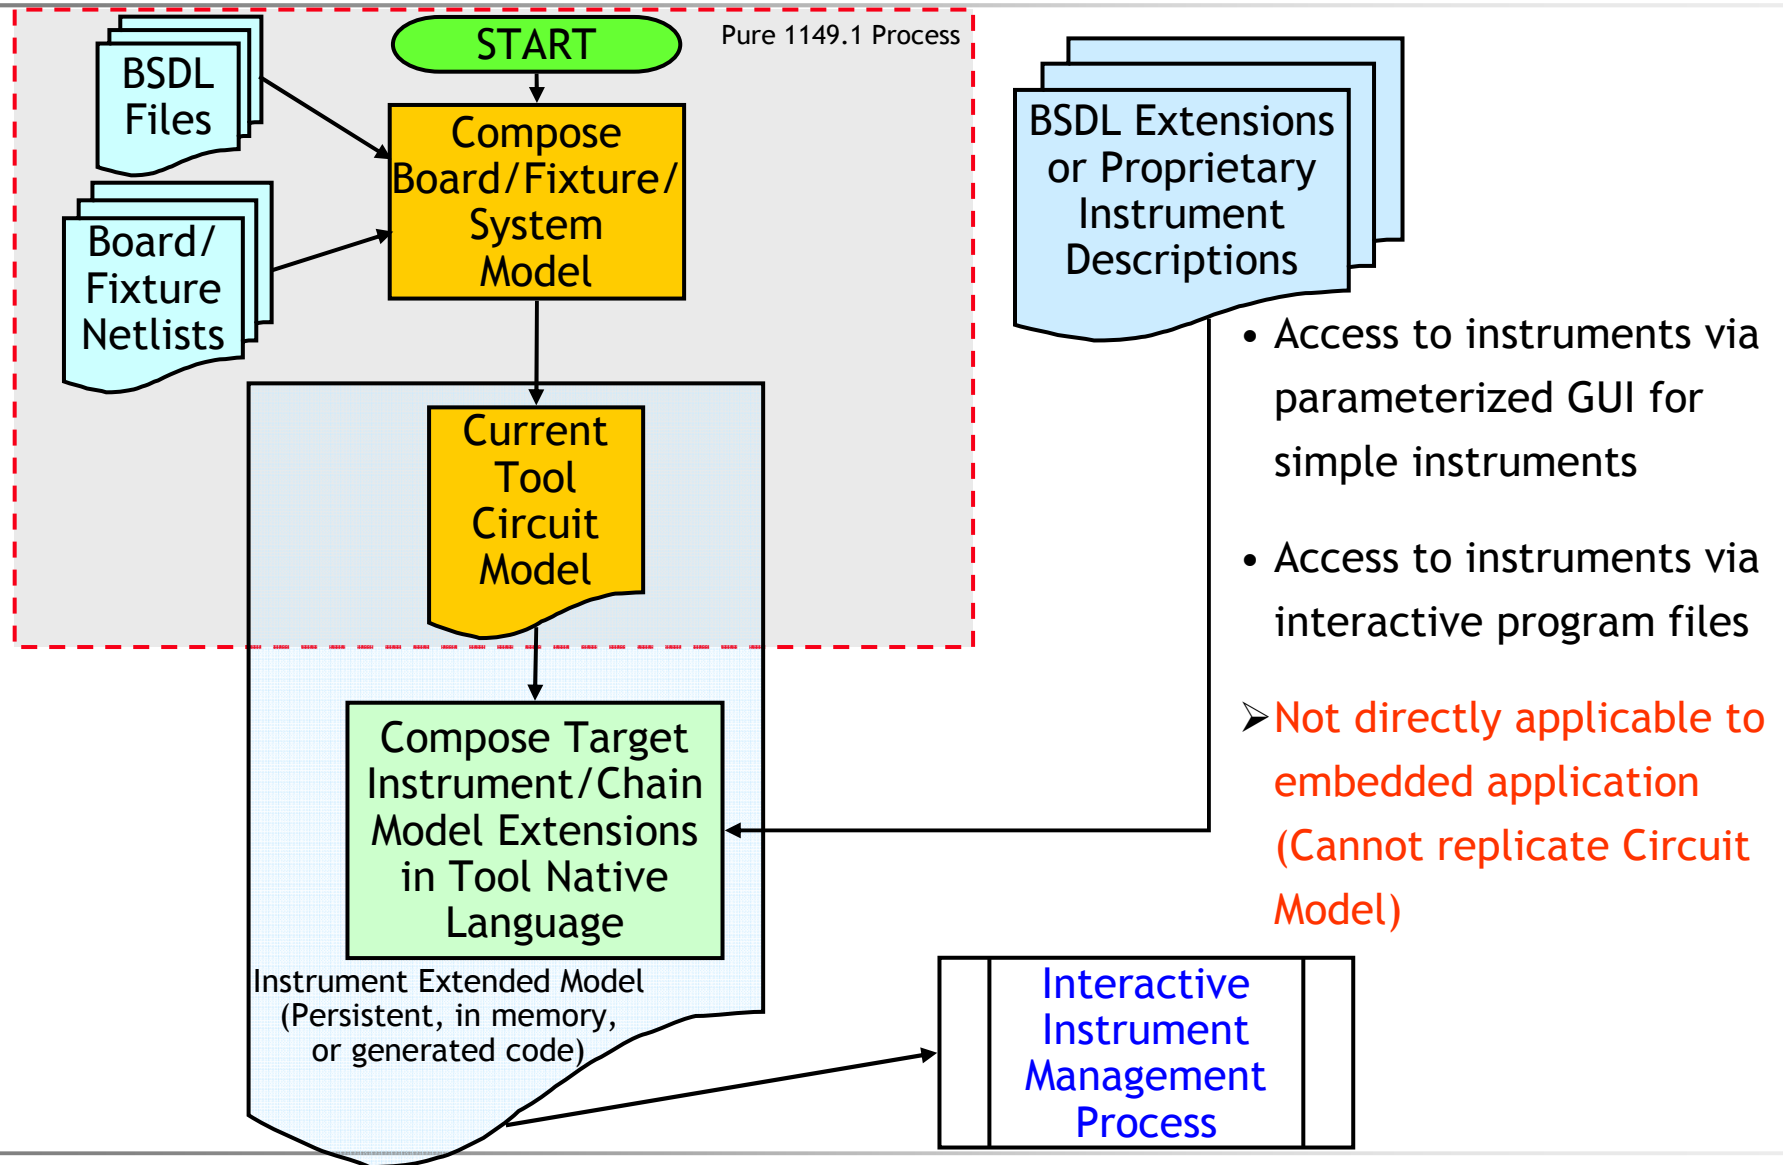 START
Pure 1149.1 Process
BSDL
Files
Compose
Board/Fixture/
System
Model
Board/
Fixture
Netlists
BSDL Extensions
or Proprietary
Instrument
Descriptions
Current
Tool
Circuit
Model
• Access to instruments via
parameterized GUI for
simple instruments
• Access to instruments via
interactive program files
➢Not directly applicable to
embedded application
(Cannot replicate Circuit
Model)
Compose Target
Instrument/Chain
Model Extensions
in Tool Native
Language
Instrument Extended Model
(Persistent, in memory,
or generated code)
Interactive
Instrument
Management
Process